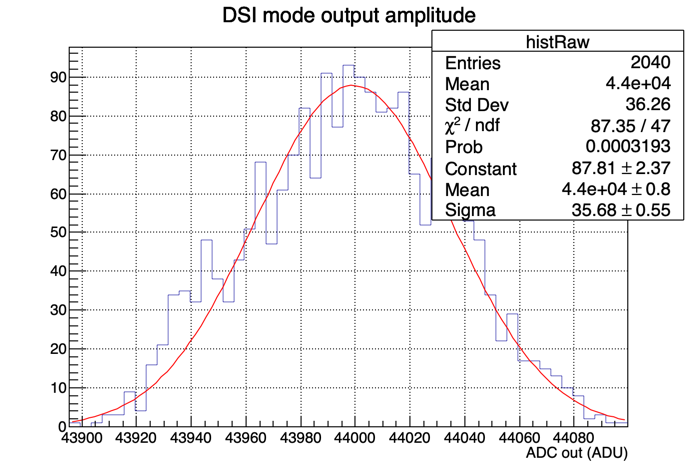 DSI mode output amplitude
histRaw
Entries 2040
Mean 4.4e+04
Std Dev 36.26
χ² / ndf 87.35 / 47
Prob 0.0003193
Constant 87.81 ± 2.37
Mean 4.4e+04 ± 0.8
Sigma 35.68 ± 0.55
90
80
70
60
50
40
30
20
10
0
43900 43920 43940 43960 43980 44000 44020 44040 44060 44080
ADC out (ADU)